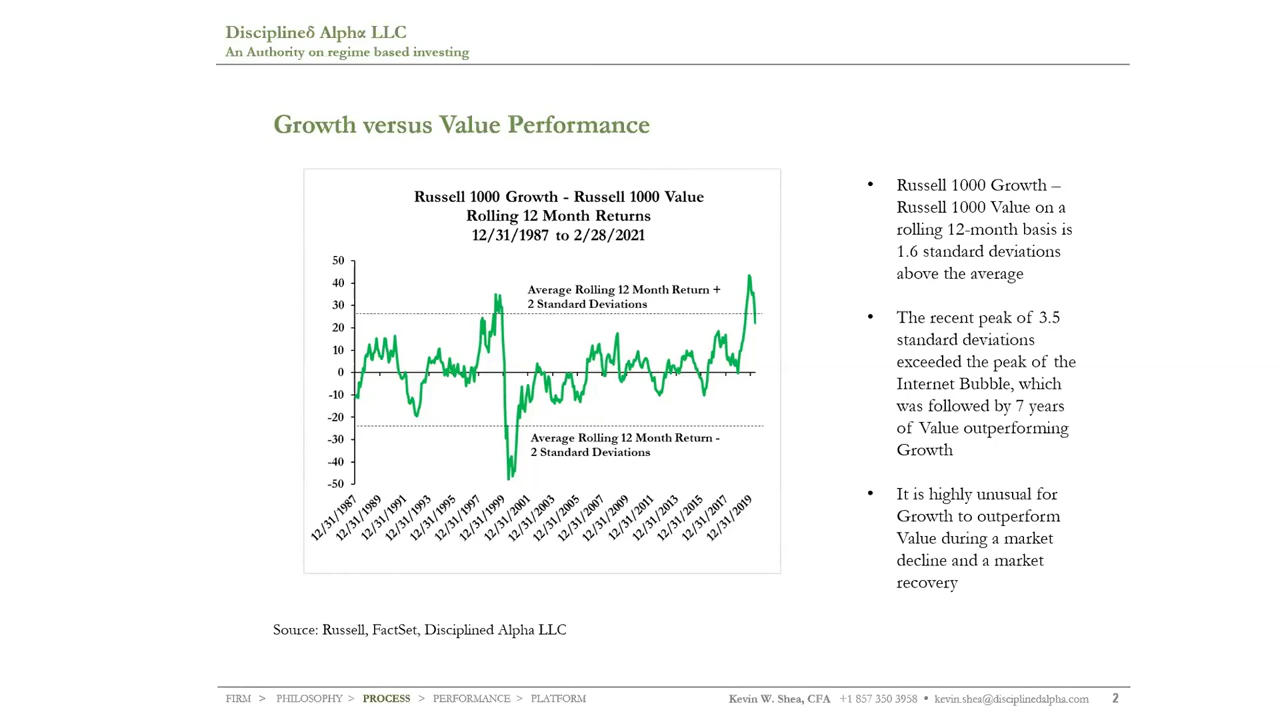 Disciplineδ Alphα LLC
An Authority on regime based investing
Growth versus Value Performance
Russell 1000 Growth - Russell 1000 Value
Rolling 12 Month Returns
12/31/1987 to 2/28/2021
50
40
30
20
10
0
-10
-20
-30
-40
-50
Average Rolling 12 Month Return +
2 Standard Deviations
Average Rolling 12 Month Return -
2 Standard Deviations
12/31/1987
12/31/1989
12/31/1991
12/31/1993
12/31/1995
12/31/1997
12/31/1999
12/31/2001
12/31/2003
12/31/2005
12/31/2007
12/31/2009
12/31/2011
12/31/2013
12/31/2015
12/31/2017
12/31/2019
• Russell 1000 Growth –
Russell 1000 Value on a
rolling 12-month basis is
1.6 standard deviations
above the average
• The recent peak of 3.5
standard deviations
exceeded the peak of the
Internet Bubble, which
was followed by 7 years
of Value outperforming
Growth
• It is highly unusual for
Growth to outperform
Value during a market
decline and a market
recovery
Source: Russell, FactSet, Disciplined Alpha LLC
FIRM > PHILOSOPHY > PROCESS > PERFORMANCE > PLATFORM
Kevin W. Shea, CFA +1 857 350 3958 • kevin.shea@disciplinedalpha.com 2